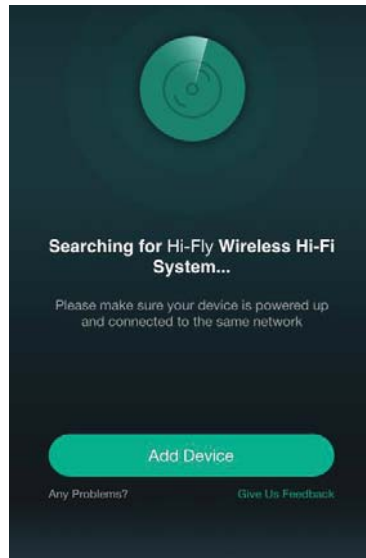 Searching for Hi-Fly Wireless Hi-Fi
System...
Please make sure your device is powered up
and connected to the same network
Add Device
Any Problems? Give Us Feedback